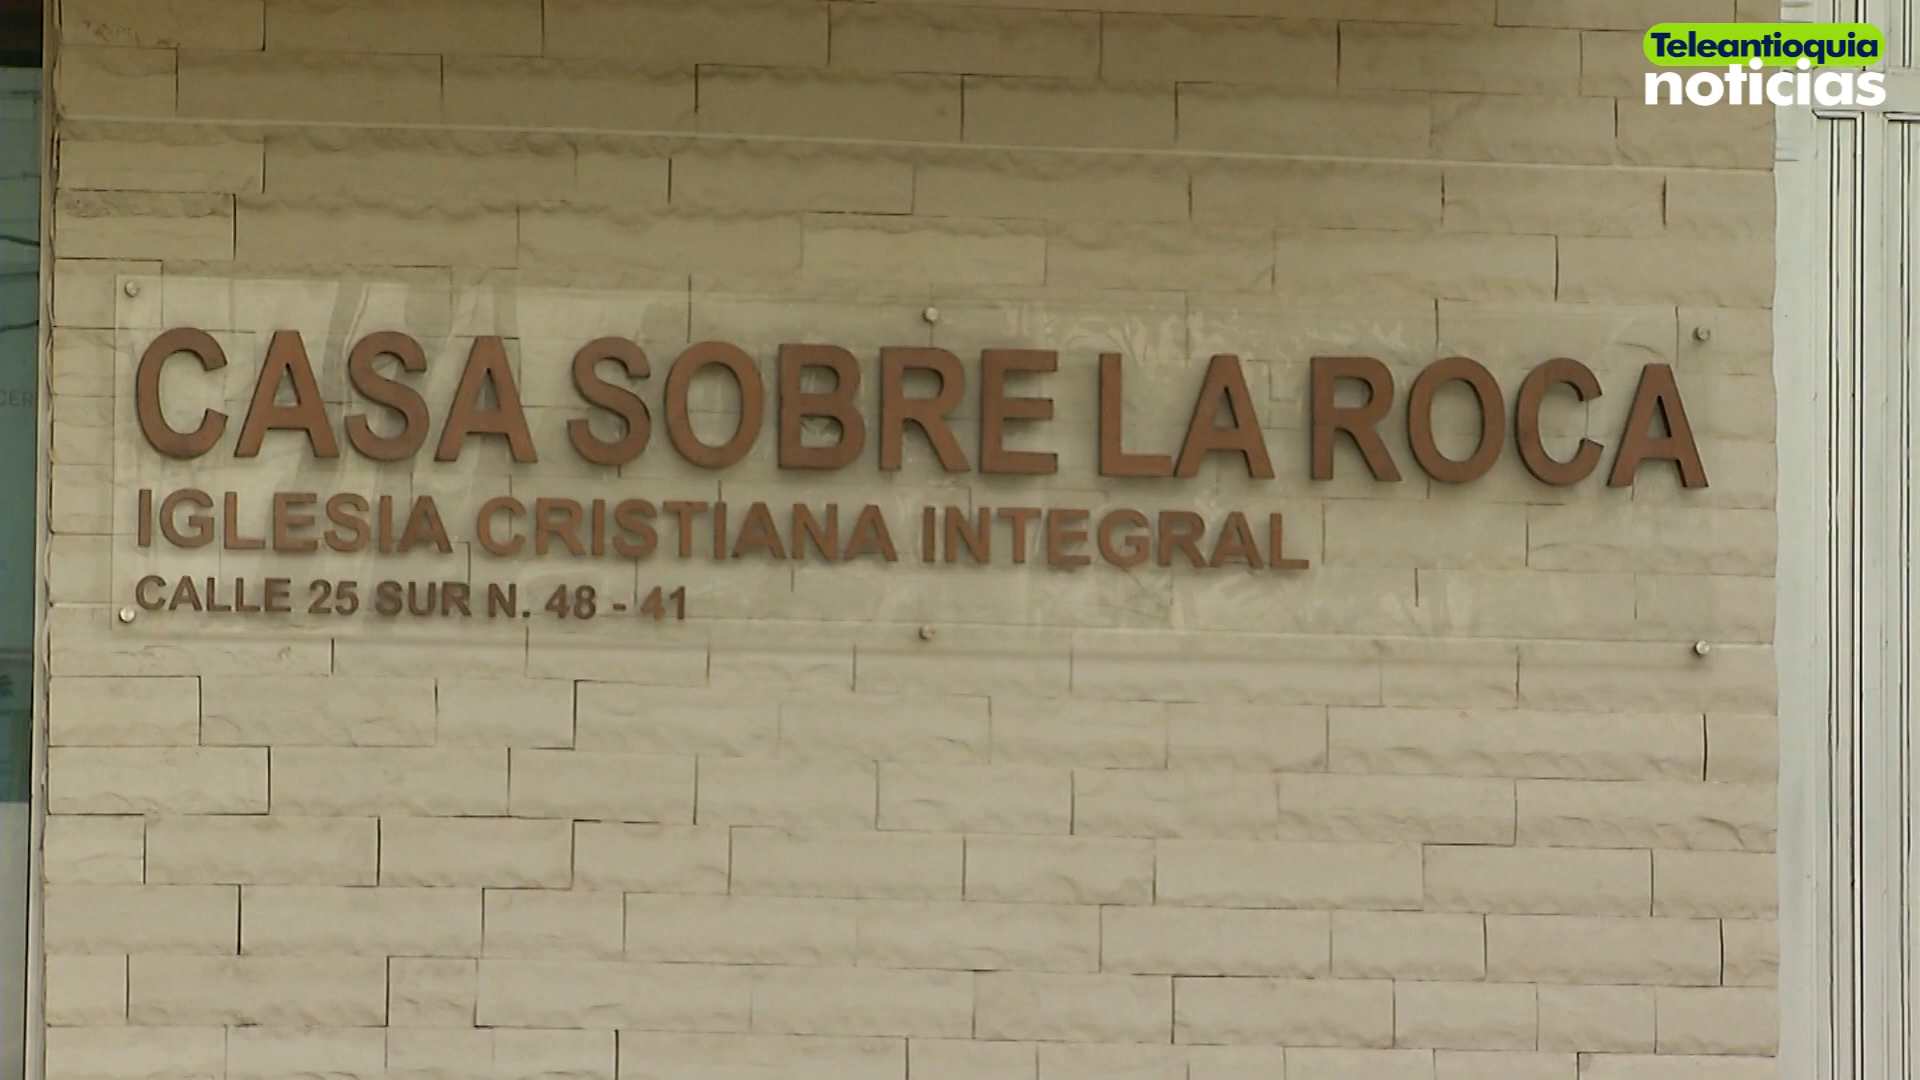 Teleantioquia
noticias
CASA SOBRE LA ROCA
IGLESIA CRISTIANA INTEGRAL
CALLE 25 SUR N. 48 - 41